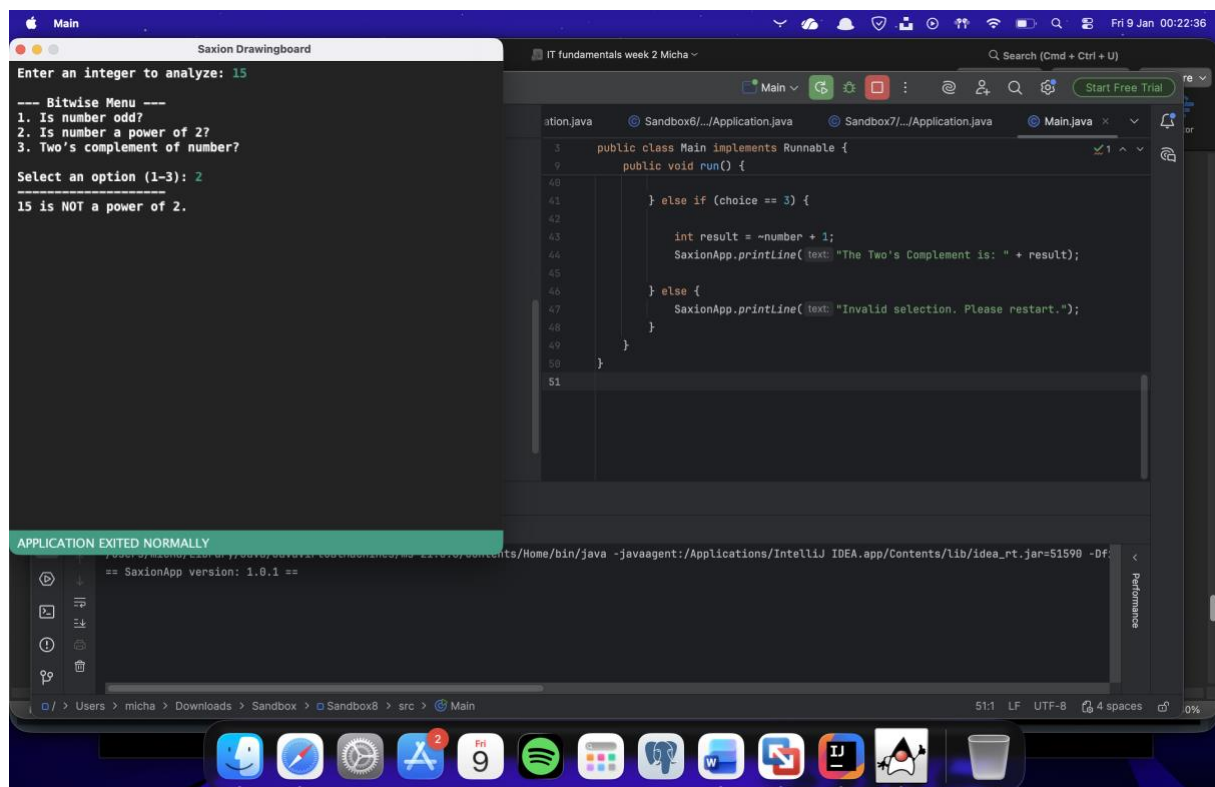 Main
Fri 9 Jan 00:22:36
Saxion Drawingboard
Enter an integer to analyze: 15
--- Bitwise Menu ---
1. Is number odd?
2. Is number a power of 2?
3. Two's complement of number?
Select an option (1-3): 2
--------------------
15 is NOT a power of 2.
APPLICATION EXITED NORMALLY
IT fundamentals week 2 Micha
Search (Cmd + Ctrl + U)
Main
Start Free Trial
re
or
ation.java
Sandbox6/.../Application.java
Sandbox7/.../Application.java
Main.java
1
3 public class Main implements Runnable {
9 public void run() {
40
41 } else if (choice == 3) {
42
43 int result = ~number + 1;
44 SaxionApp.printLine( text: "The Two's Complement is: " + result);
45
46 } else {
47 SaxionApp.printLine( text: "Invalid selection. Please restart.");
48 }
49 }
50 }
51
ts/Home/bin/java -javaagent:/Applications/IntelliJ IDEA.app/Contents/lib/idea_rt.jar=51590 -Df
== SaxionApp version: 1.0.1 ==
Performance
/ > Users > micha > Downloads > Sandbox > Sandbox8 > src > Main
51:1 LF UTF-8 4 spaces
0%
2
Fri
9
W
IJ